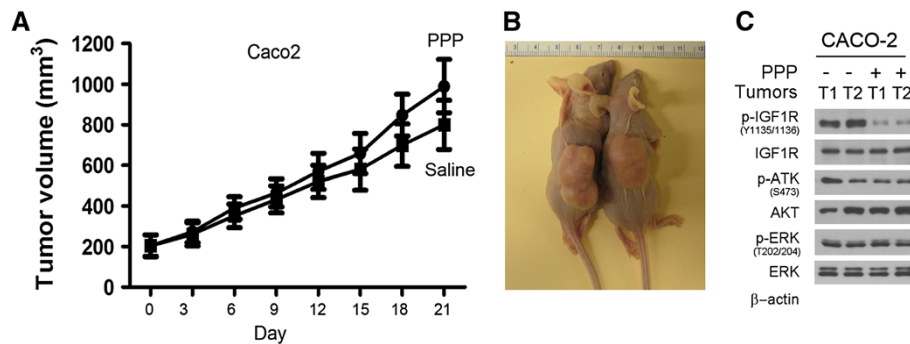 A
Caco2
PPP
Saline
Tumor volume (mm³)
1200
1000
800
600
400
200
0
0 3 6 9 12 15 18 21
Day
B
C
CACO-2
PPP - - + +
Tumors T1 T2 T1 T2
p-IGF1R
(Y1135/1136)
IGF1R
p-ATK
(S473)
AKT
p-ERK
(T202/204)
ERK
β-actin